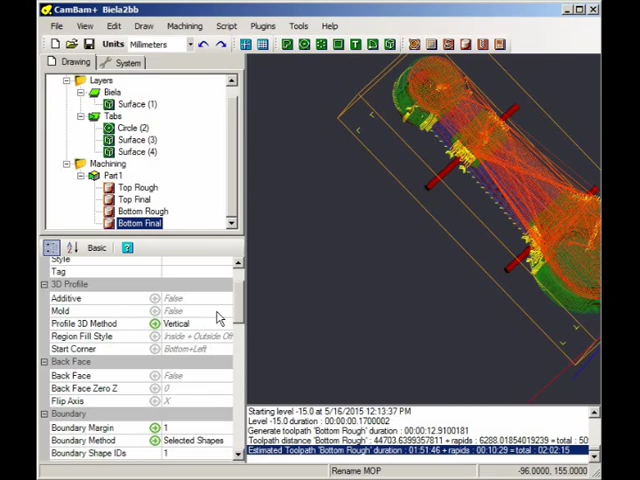 CamBam+ Biela2bb
File View Edit Draw Machining Script Plugins Tools Help
Units Millimeters
Drawing System
Layers
Biela
Surface (1)
Tabs
Circle (2)
Surface (3)
Surface (4)
Machining
Part1
Top Rough
Top Final
Bottom Rough
Bottom Final
Basic
Style
Tag
3D Profile
Additive False
Mold False
Profile 3D Method Vertical
Region Fill Style Inside + Outside Off
Start Corner Bottom+Left
Back Face
Back Face False
Back Face Zero Z 0
Flip Axis X
Boundary
Boundary Margin 1
Boundary Method Selected Shapes
Boundary Shape IDs 1
Starting level -15.0 at 5/16/2015 12:13:37 PM
Level -15.0 duration : 00:00:00.1700002
Generate toolpath 'Bottom Rough' duration : 00:00:12.9100181
Toolpath distance 'Bottom Rough' : 44703.6399357811 + rapids : 6288.01854019239 = total : 50
Estimated Toolpath 'Bottom Rough' duration : 01:51:46 + rapids : 00:10:29 = total : 02:02:15
Rename MOP -96.0000, 155.0000